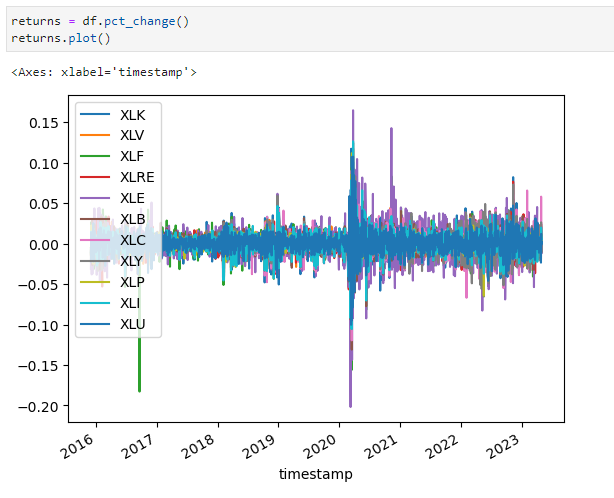 returns = df.pct_change()
returns.plot()
<Axes: xlabel='timestamp'>
0.15
0.10
0.05
0.00
−0.05
−0.10
−0.15
−0.20
XLK
XLV
XLF
XLRE
XLE
XLB
XLC
XLY
XLP
XLI
XLU
2016
2017
2018
2019
2020
2021
2022
2023
timestamp